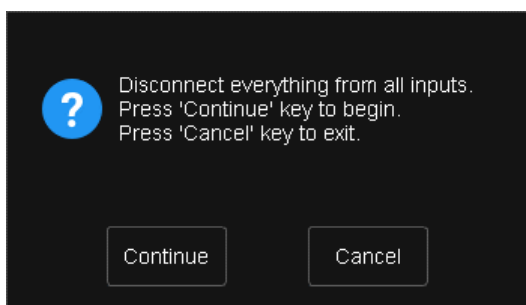 ?
Disconnect everything from all inputs.
Press 'Continue' key to begin.
Press 'Cancel' key to exit.
Continue
Cancel